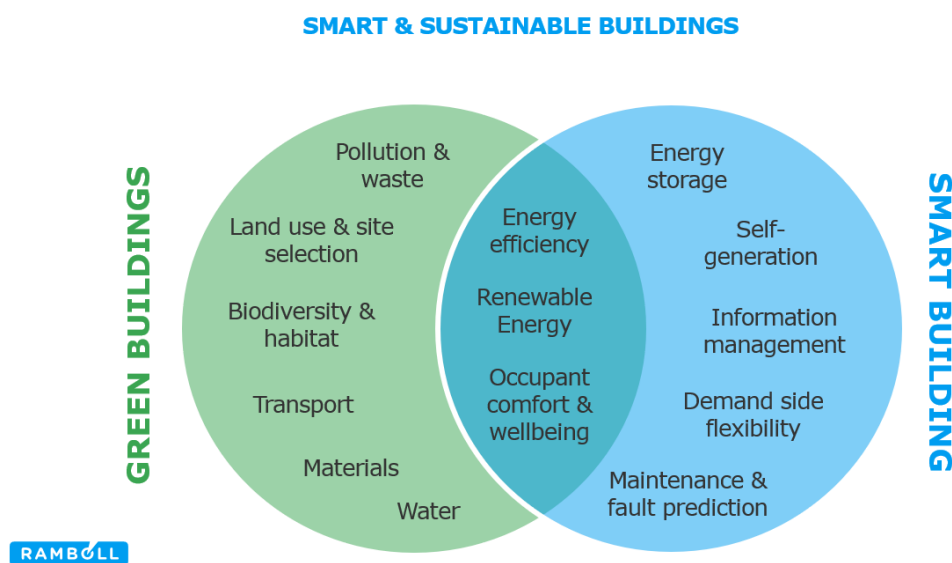 SMART & SUSTAINABLE BUILDINGS
GREEN BUILDINGS
Pollution &
waste
Land use & site
selection
Biodiversity &
habitat
Transport
Materials
Water
Energy
efficiency
Renewable
Energy
Occupant
comfort &
wellbeing
Energy
storage
Self-
generation
Information
management
Demand side
flexibility
Maintenance &
fault prediction
SMART BUILDING
RAMBOLL